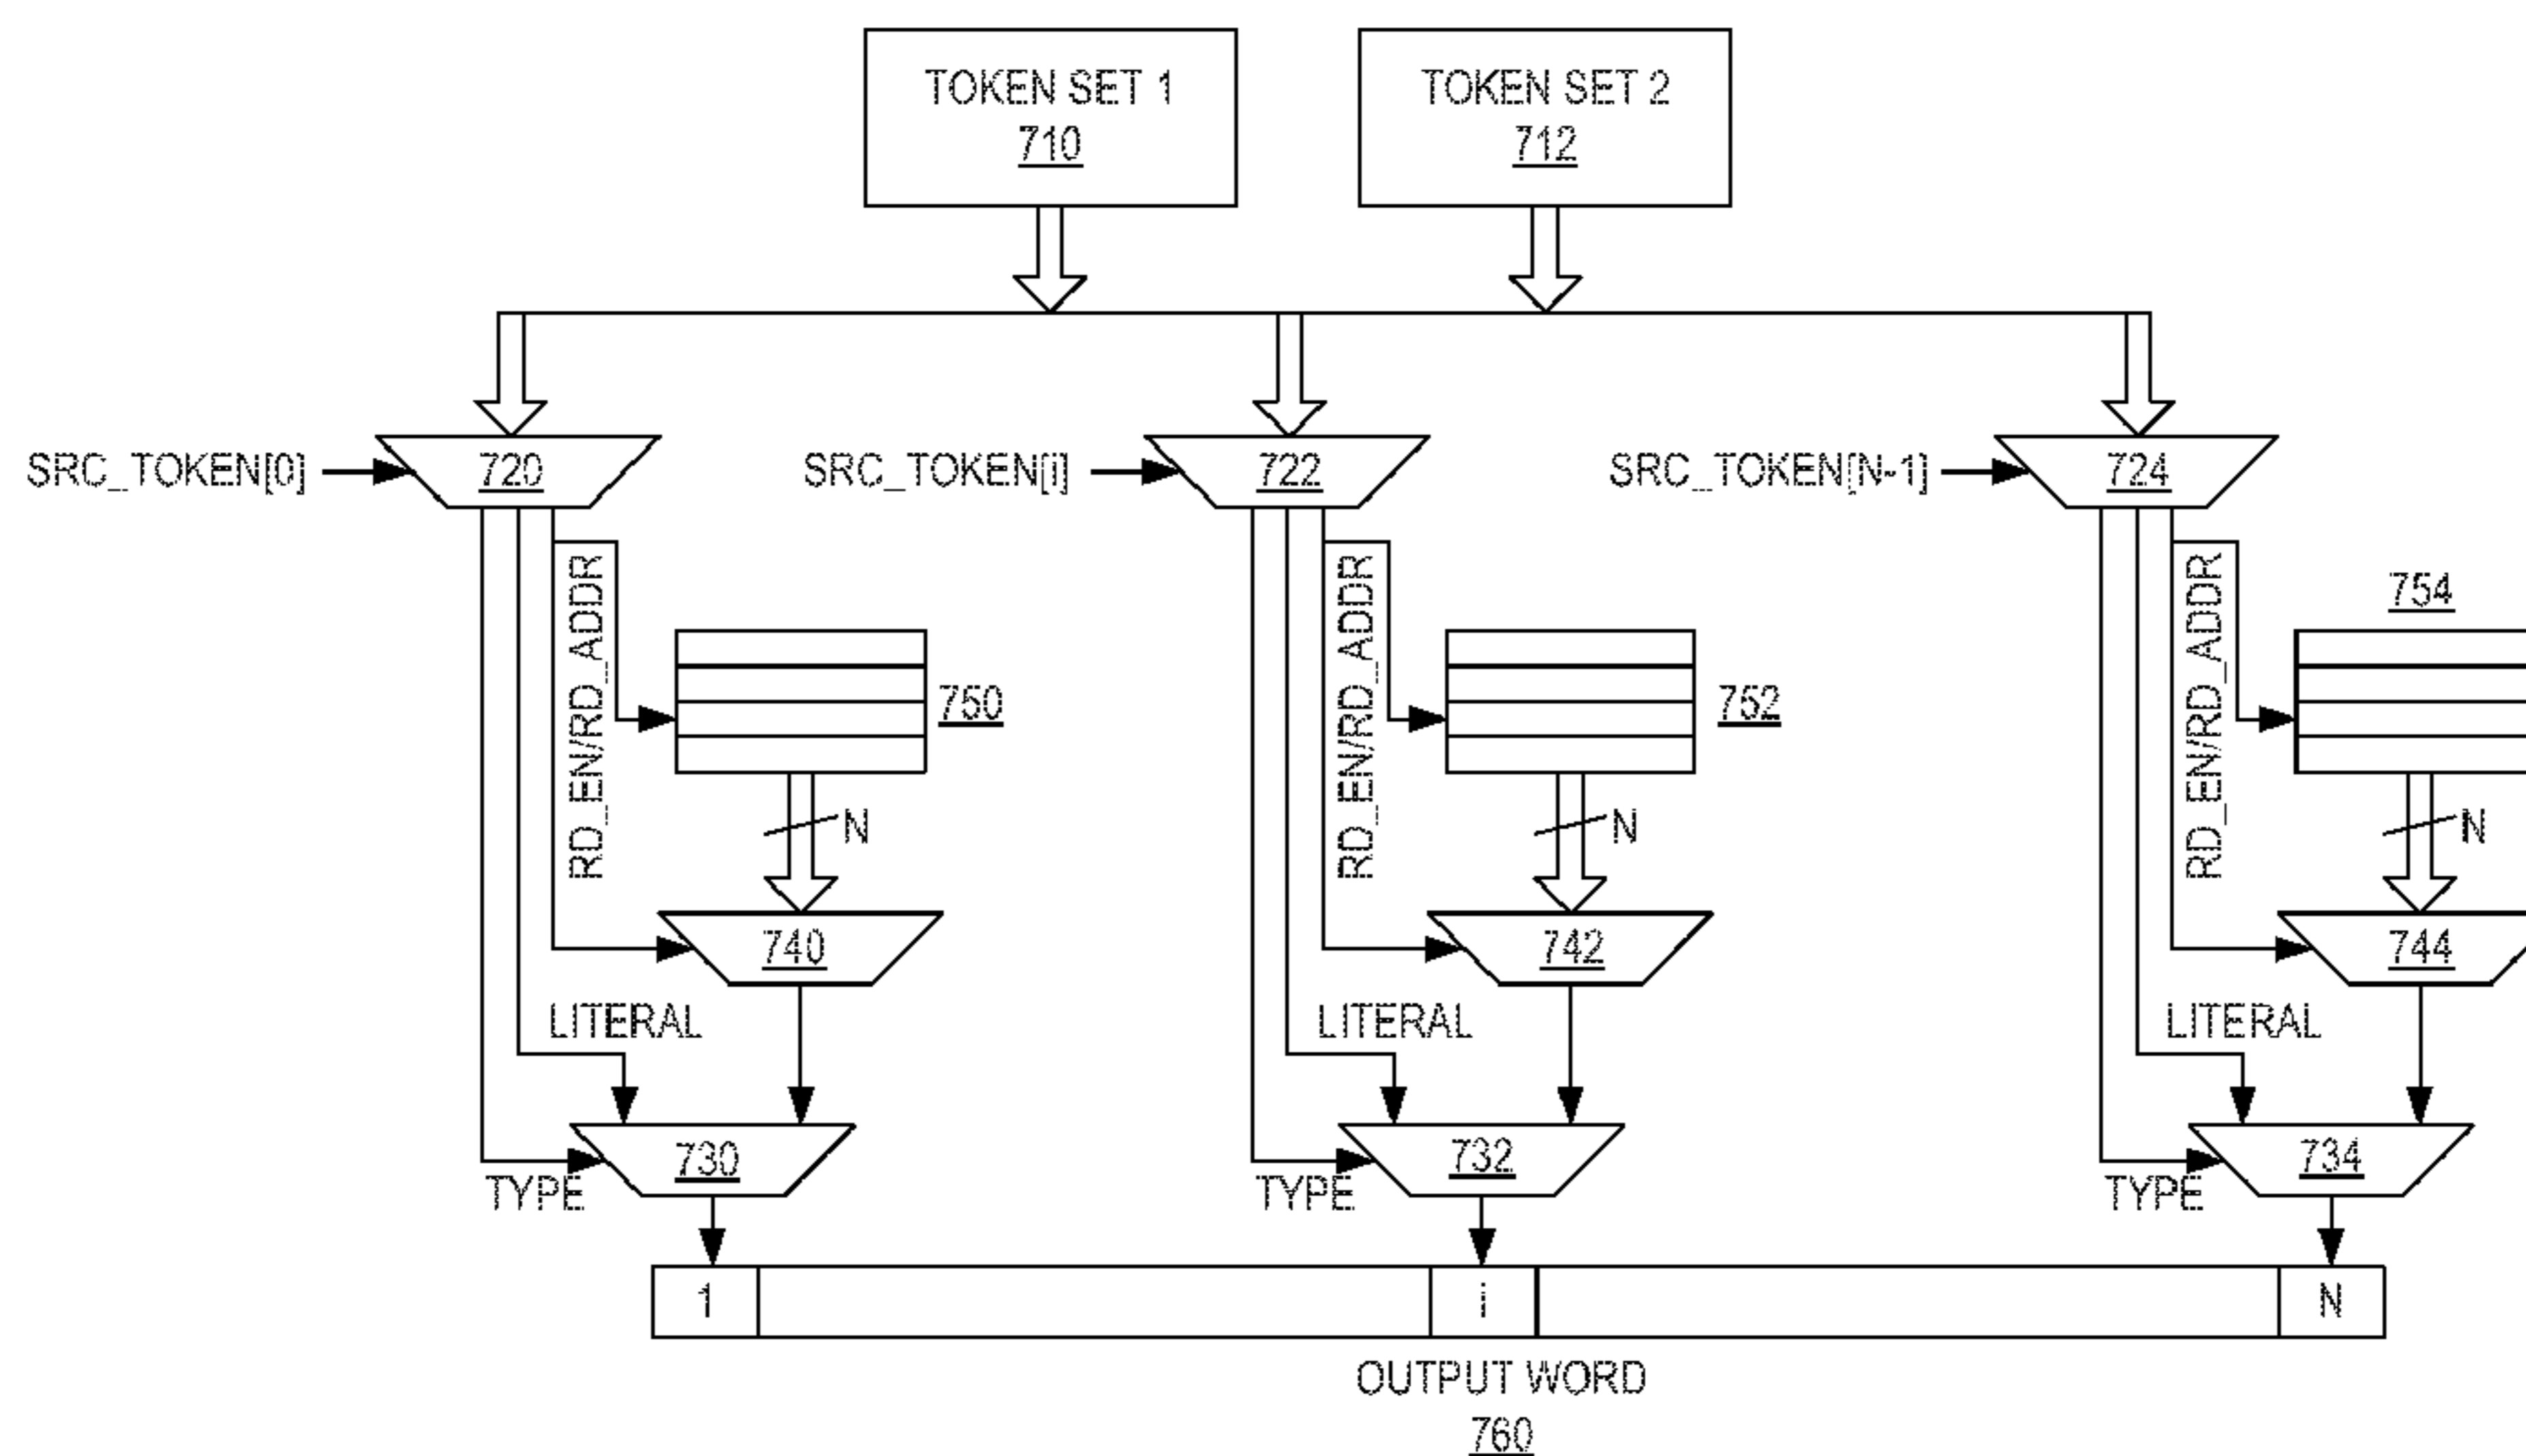 TOKEN SET 1
710
TOKEN SET 2
712
SRC_TOKEN[0]
720
SRC_TOKEN[i]
722
SRC_TOKEN[N-1]
724
RD_EN/RD_ADDR
750
N
RD_EN/RD_ADDR
752
N
RD_EN/RD_ADDR
754
N
740
742
744
LITERAL
LITERAL
LITERAL
730
732
734
TYPE
TYPE
TYPE
1
i
N
OUTPUT WORD
760